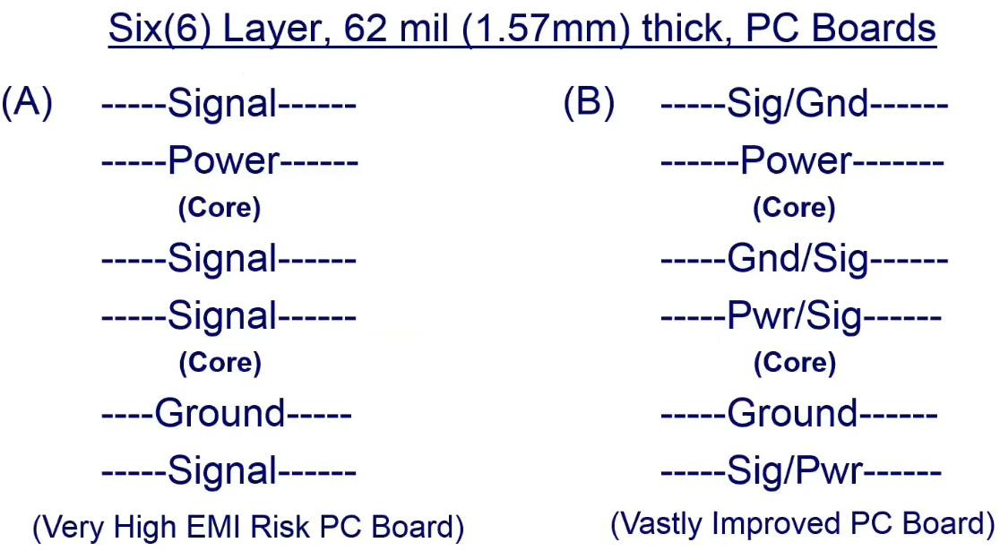 Six(6) Layer, 62 mil (1.57mm) thick, PC Boards
(A) -----Signal------
-----Power------
(Core)
-----Signal------
-----Signal------
(Core)
----Ground-----
-----Signal------
(Very High EMI Risk PC Board)
(B) -----Sig/Gnd------
------Power-------
(Core)
-----Gnd/Sig------
-----Pwr/Sig------
(Core)
-----Ground------
-----Sig/Pwr------
(Vastly Improved PC Board)